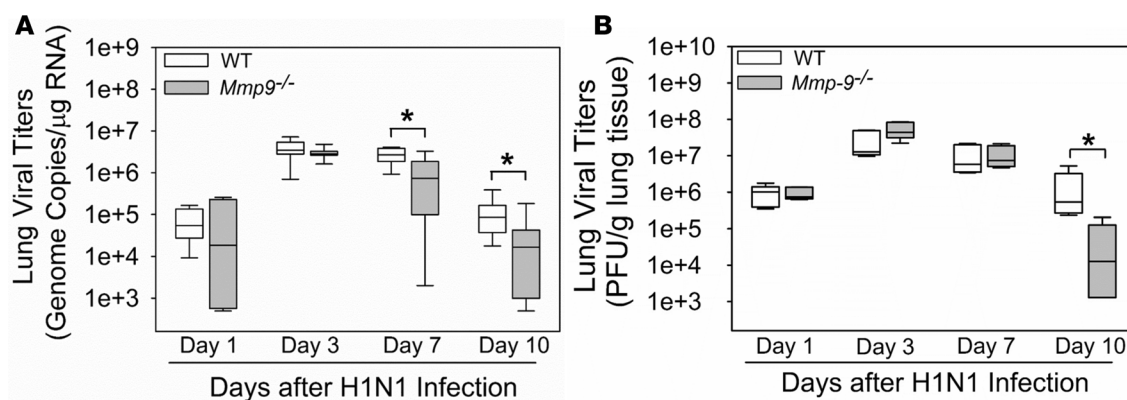 A
Lung Viral Titers
(Genome Copies/µg RNA)
1e+9
1e+8
1e+7
1e+6
1e+5
1e+4
1e+3
WT
Mmp9-/-
*
*
Day 1 Day 3 Day 7 Day 10
Days after H1N1 Infection
B
Lung Viral Titers
(PFU/g lung tissue)
1e+10
1e+9
1e+8
1e+7
1e+6
1e+5
1e+4
1e+3
WT
Mmp-9-/-
*
Day 1 Day 3 Day 7 Day 10
Days after H1N1 Infection